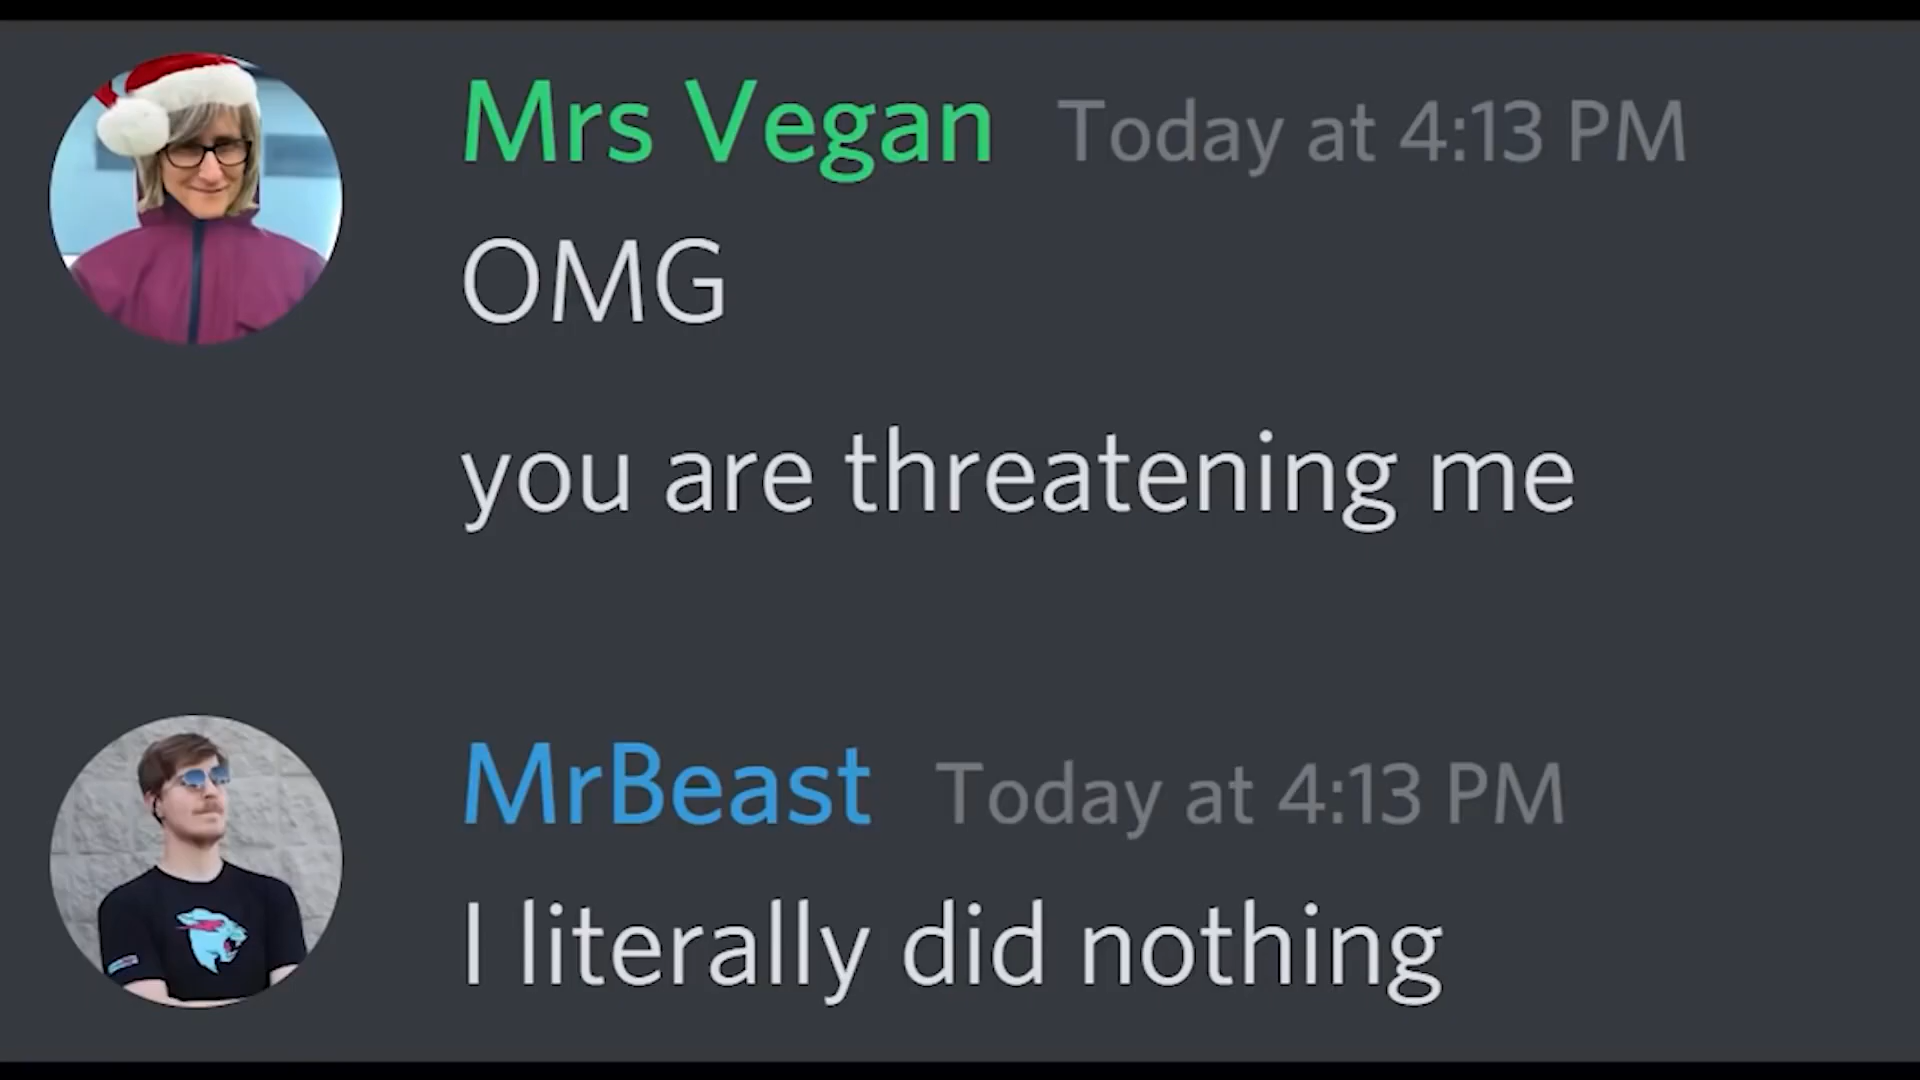 Mrs Vegan Today at 4:13 PM
OMG
you are threatening me
MrBeast Today at 4:13 PM
I literally did nothing